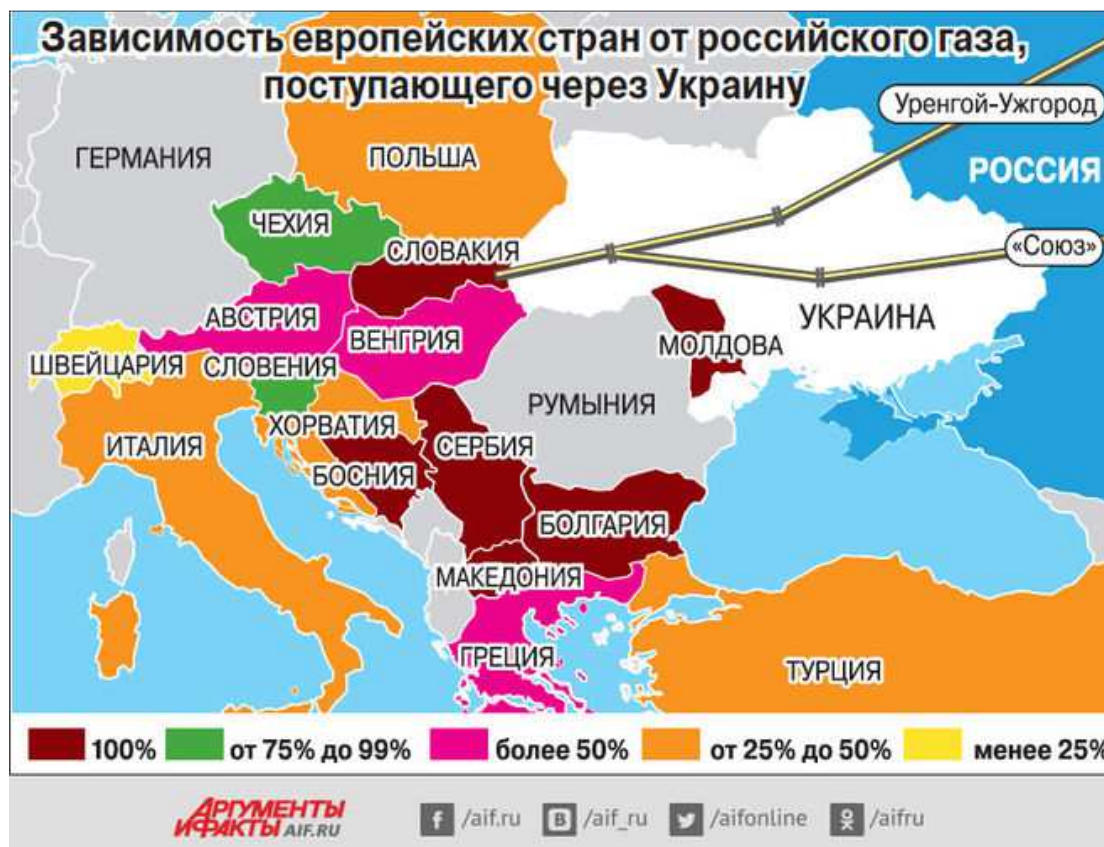 Зависимость европейских стран от российского газа,
поступающего через Украину
Уренгой-Ужгород
ГЕРМАНИЯ
ПОЛЬША
РОССИЯ
ЧЕХИЯ
СЛОВАКИЯ
«Союз»
АВСТРИЯ
ВЕНГРИЯ
УКРАИНА
МОЛДОВА
ШВЕЙЦАРИЯ
СЛОВЕНИЯ
РУМЫНИЯ
ХОРВАТИЯ
ИТАЛИЯ
СЕРБИЯ
БОСНИЯ
БОЛГАРИЯ
МАКЕДОНИЯ
ГРЕЦИЯ
ТУРЦИЯ
100% от 75% до 99% более 50% от 25% до 50% менее 25%
АРГУМЕНТЫ
И ФАКТЫ AIF.RU
f /aif.ru B /aif_ru /aifonline /aifru